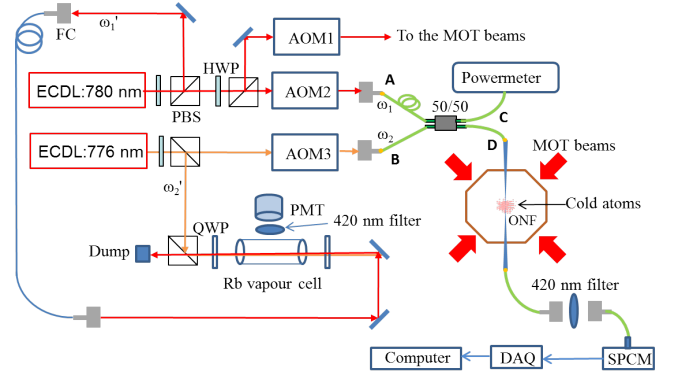 ω₁'
FC
AOM1
To the MOT beams
HWP
ECDL:780 nm
PBS
AOM2
A
ω₁
50/50
Powermeter
C
ECDL:776 nm
AOM3
ω₂
B
D
MOT beams
ω₂'
Cold atoms
ONF
PMT
420 nm filter
QWP
Dump
Rb vapour cell
420 nm filter
Computer
DAQ
SPCM